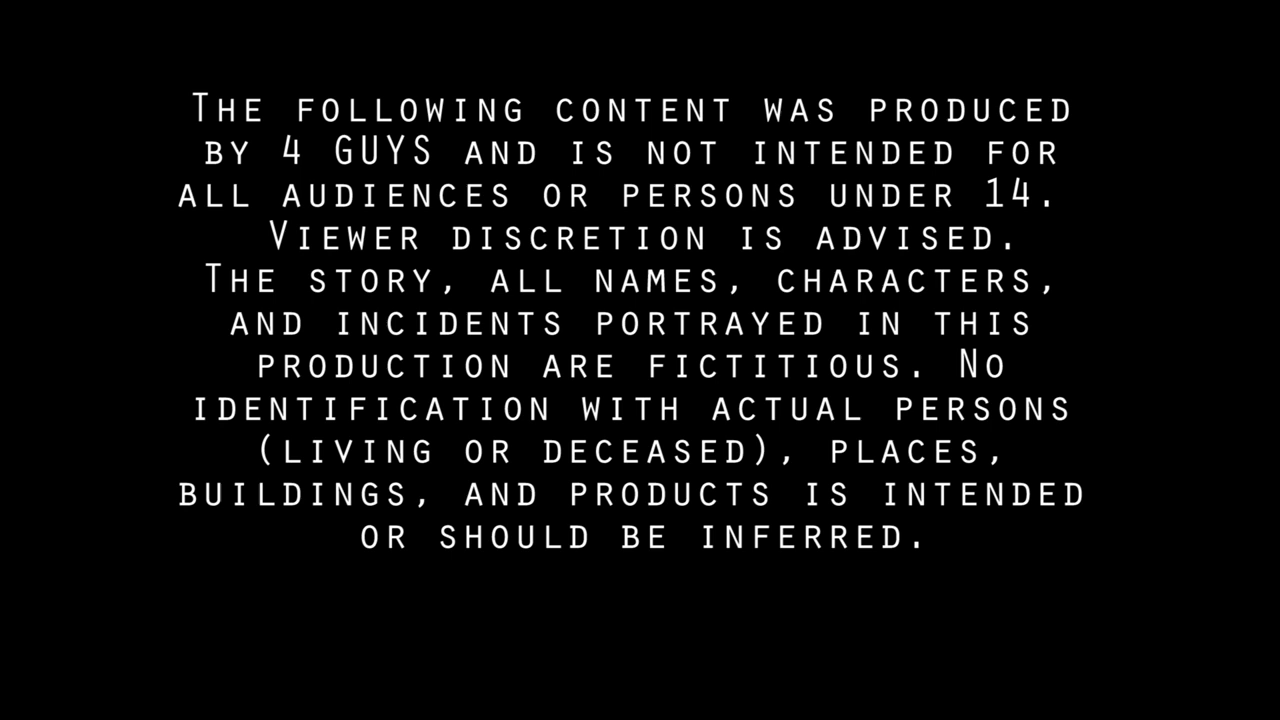 The following content was produced
by 4 GUYS and is not intended for
all audiences or persons under 14.
Viewer discretion is advised.
The story, all names, characters,
and incidents portrayed in this
production are fictitious. No
identification with actual persons
(living or deceased), places,
buildings, and products is intended
or should be inferred.